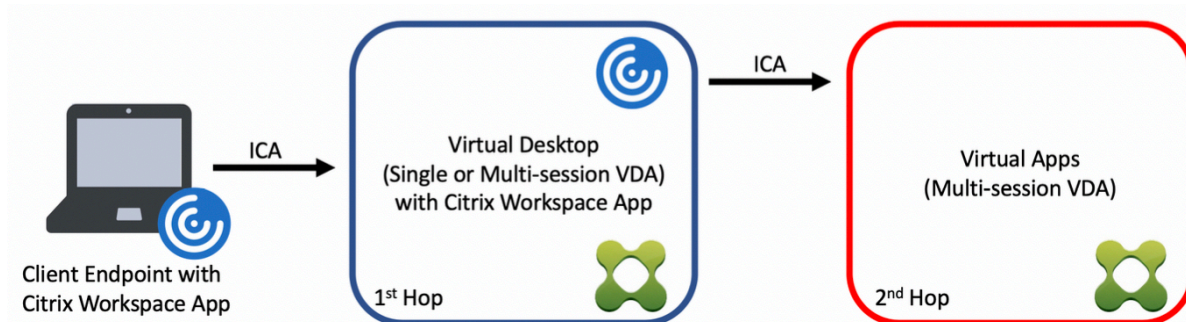 ICA
Client Endpoint with
Citrix Workspace App
Virtual Desktop
(Single or Multi-session VDA)
with Citrix Workspace App
1st Hop
ICA
Virtual Apps
(Multi-session VDA)
2nd Hop